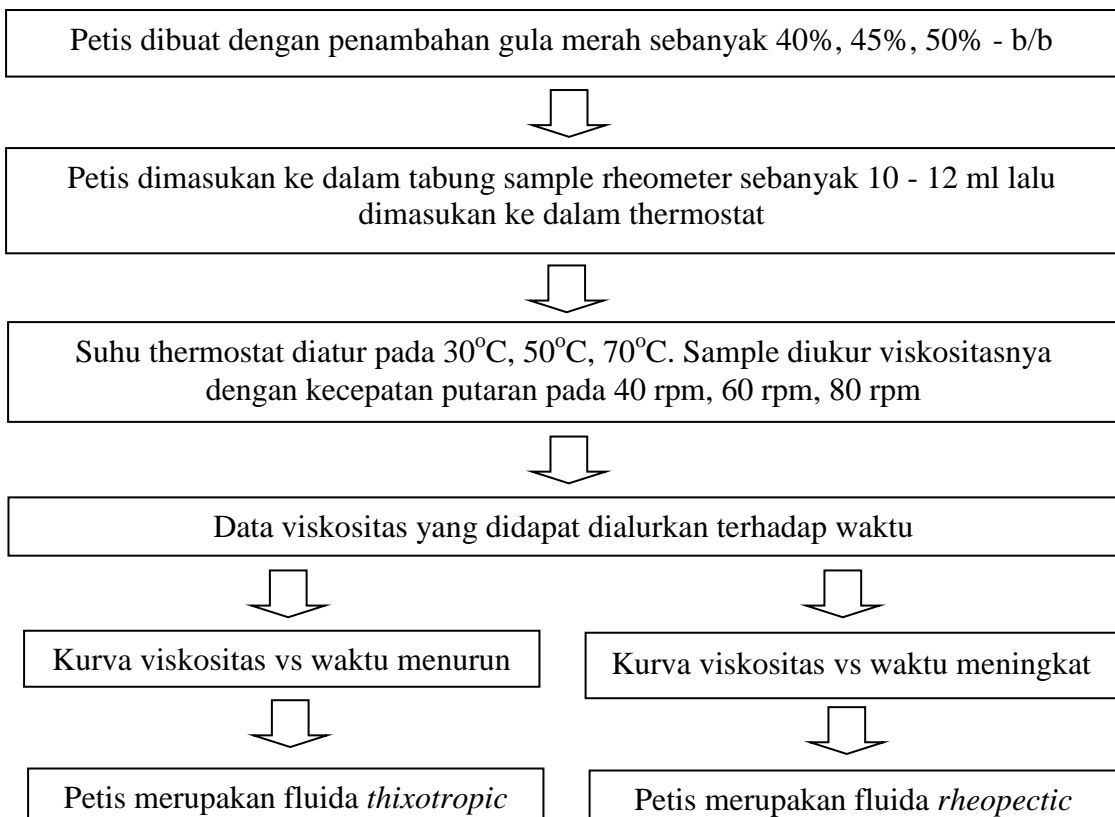 Petis dibuat dengan penambahan gula merah sebanyak 40%, 45%, 50% - b/b
Petis dimasukan ke dalam tabung sample rheometer sebanyak 10 - 12 ml lalu
dimasukan ke dalam thermostat
Suhu thermostat diatur pada 30°C, 50°C, 70°C. Sample diukur viskositasnya
dengan kecepatan putaran pada 40 rpm, 60 rpm, 80 rpm
Data viskositas yang didapat dialurkan terhadap waktu
Kurva viskositas vs waktu menurun
Kurva viskositas vs waktu meningkat
Petis merupakan fluida thixotropic
Petis merupakan fluida rheopectic